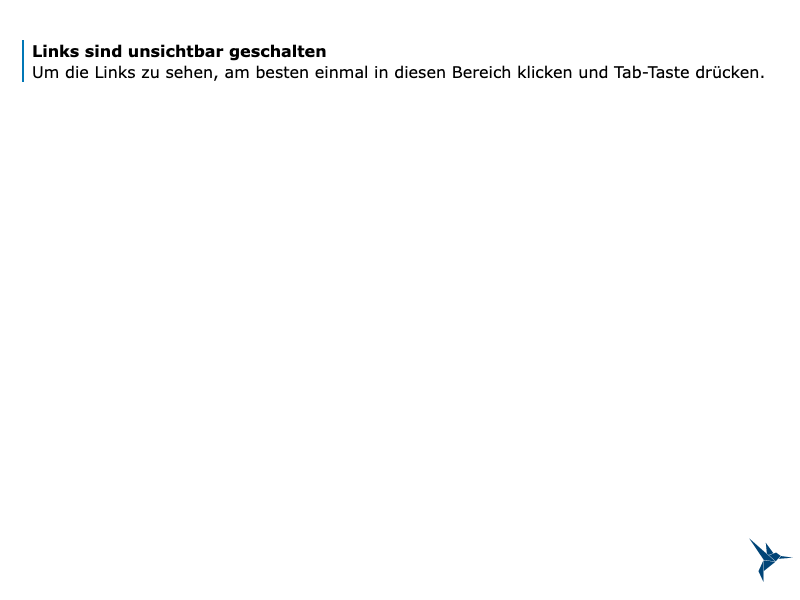 Links sind unsichtbar geschalten
Um die Links zu sehen, am besten einmal in diesen Bereich klicken und Tab-Taste drücken.